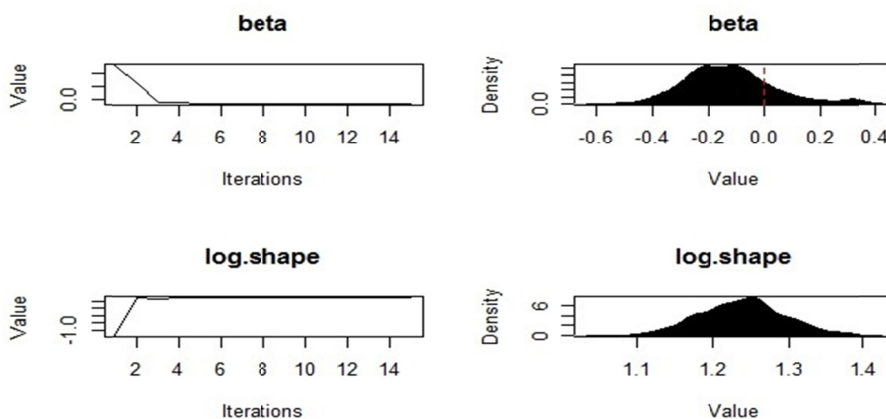 beta
Value
0.0
2 4 6 8 10 12 14
Iterations
beta
Density
0.0
-0.6 -0.4 -0.2 0.0 0.2 0.4
Value
log.shape
Value
-1.0
2 4 6 8 10 12 14
Iterations
log.shape
Density
6
0
1.1 1.2 1.3 1.4
Value